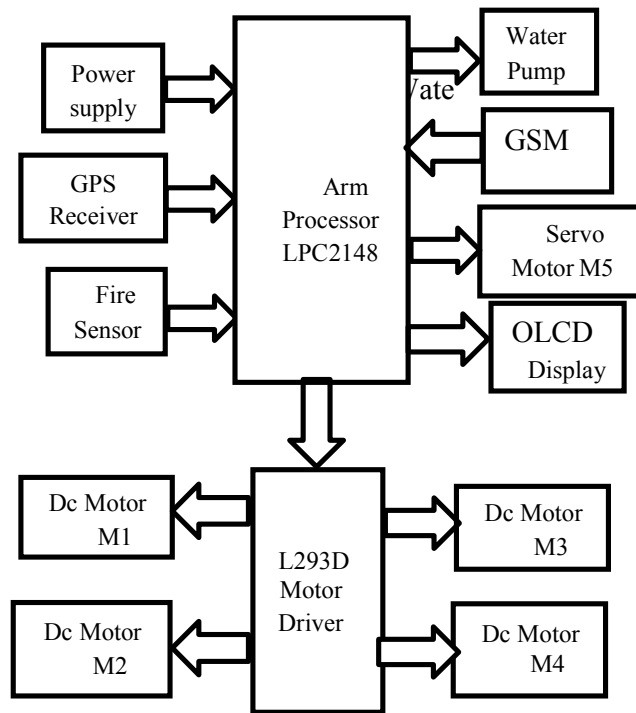 Power
supply
GPS
Receiver
Fire
Sensor
Arm
Processor
LPC2148
Water
Pump
GSM
Servo
Motor M5
OLCD
Display
Dc Motor
M1
Dc Motor
M2
L293D
Motor
Driver
Dc Motor
M3
Dc Motor
M4